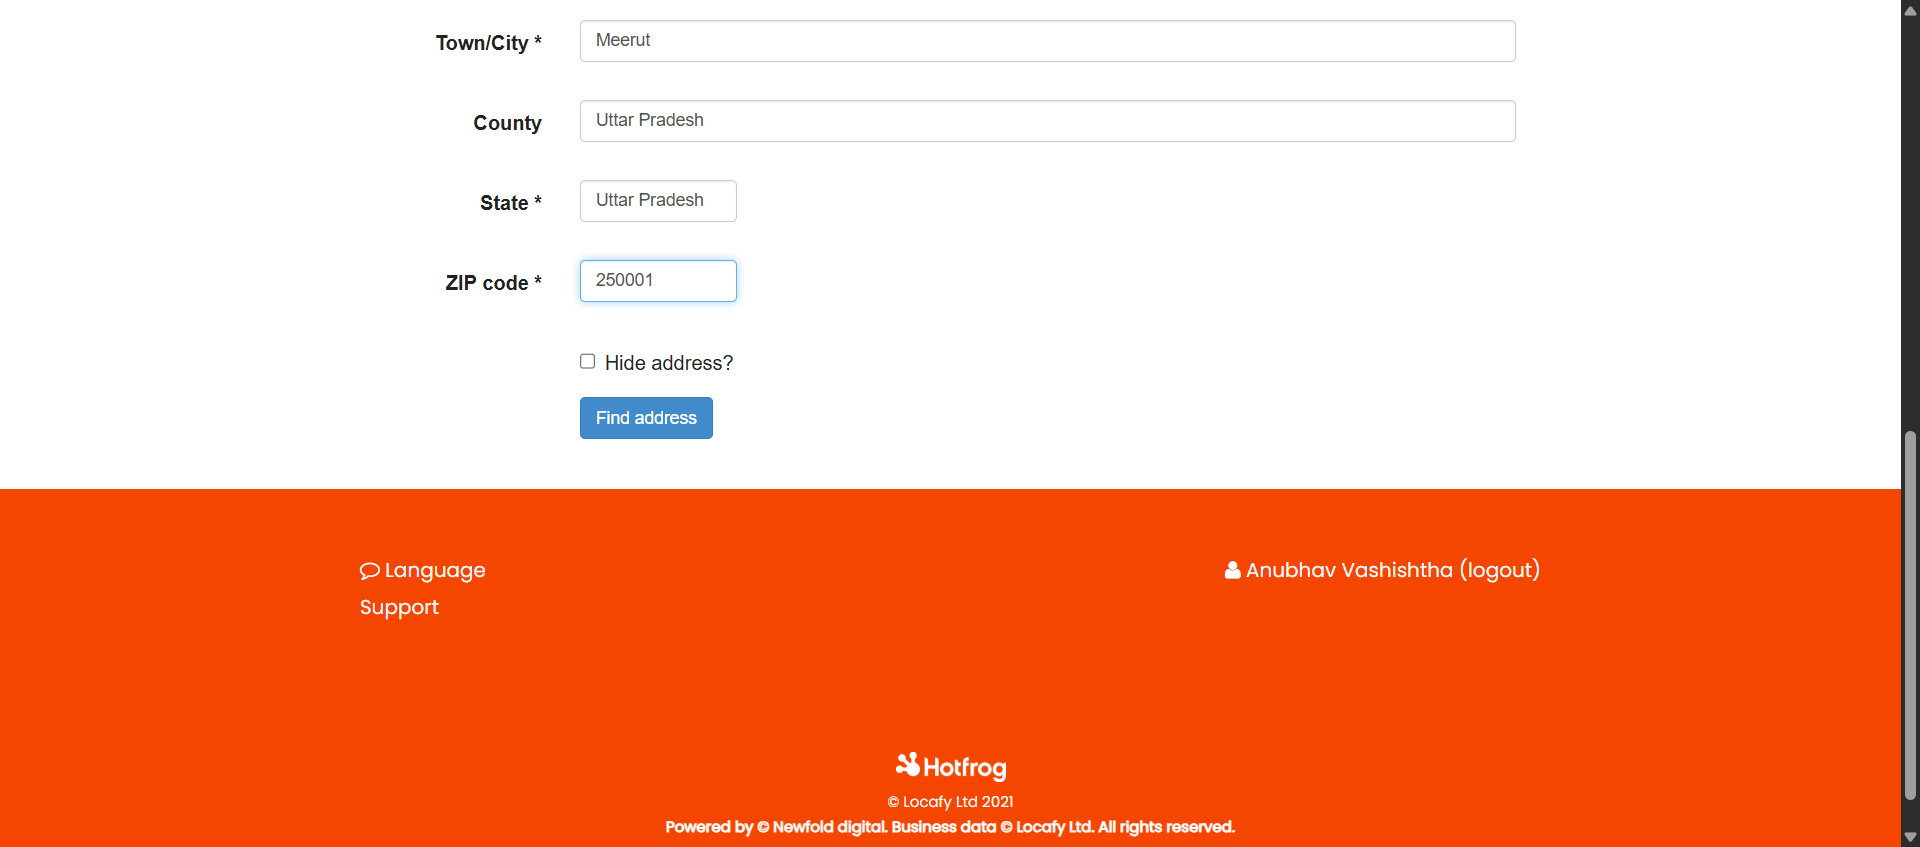 Town/City *
Meerut
County
Uttar Pradesh
State *
Uttar Pradesh
ZIP code *
250001
Hide address?
Find address
Language
Anubhav Vashishtha (logout)
Support
Hotfrog
© Locafy Ltd 2021
Powered by © Newfold digital. Business data © Locafy Ltd. All rights reserved.